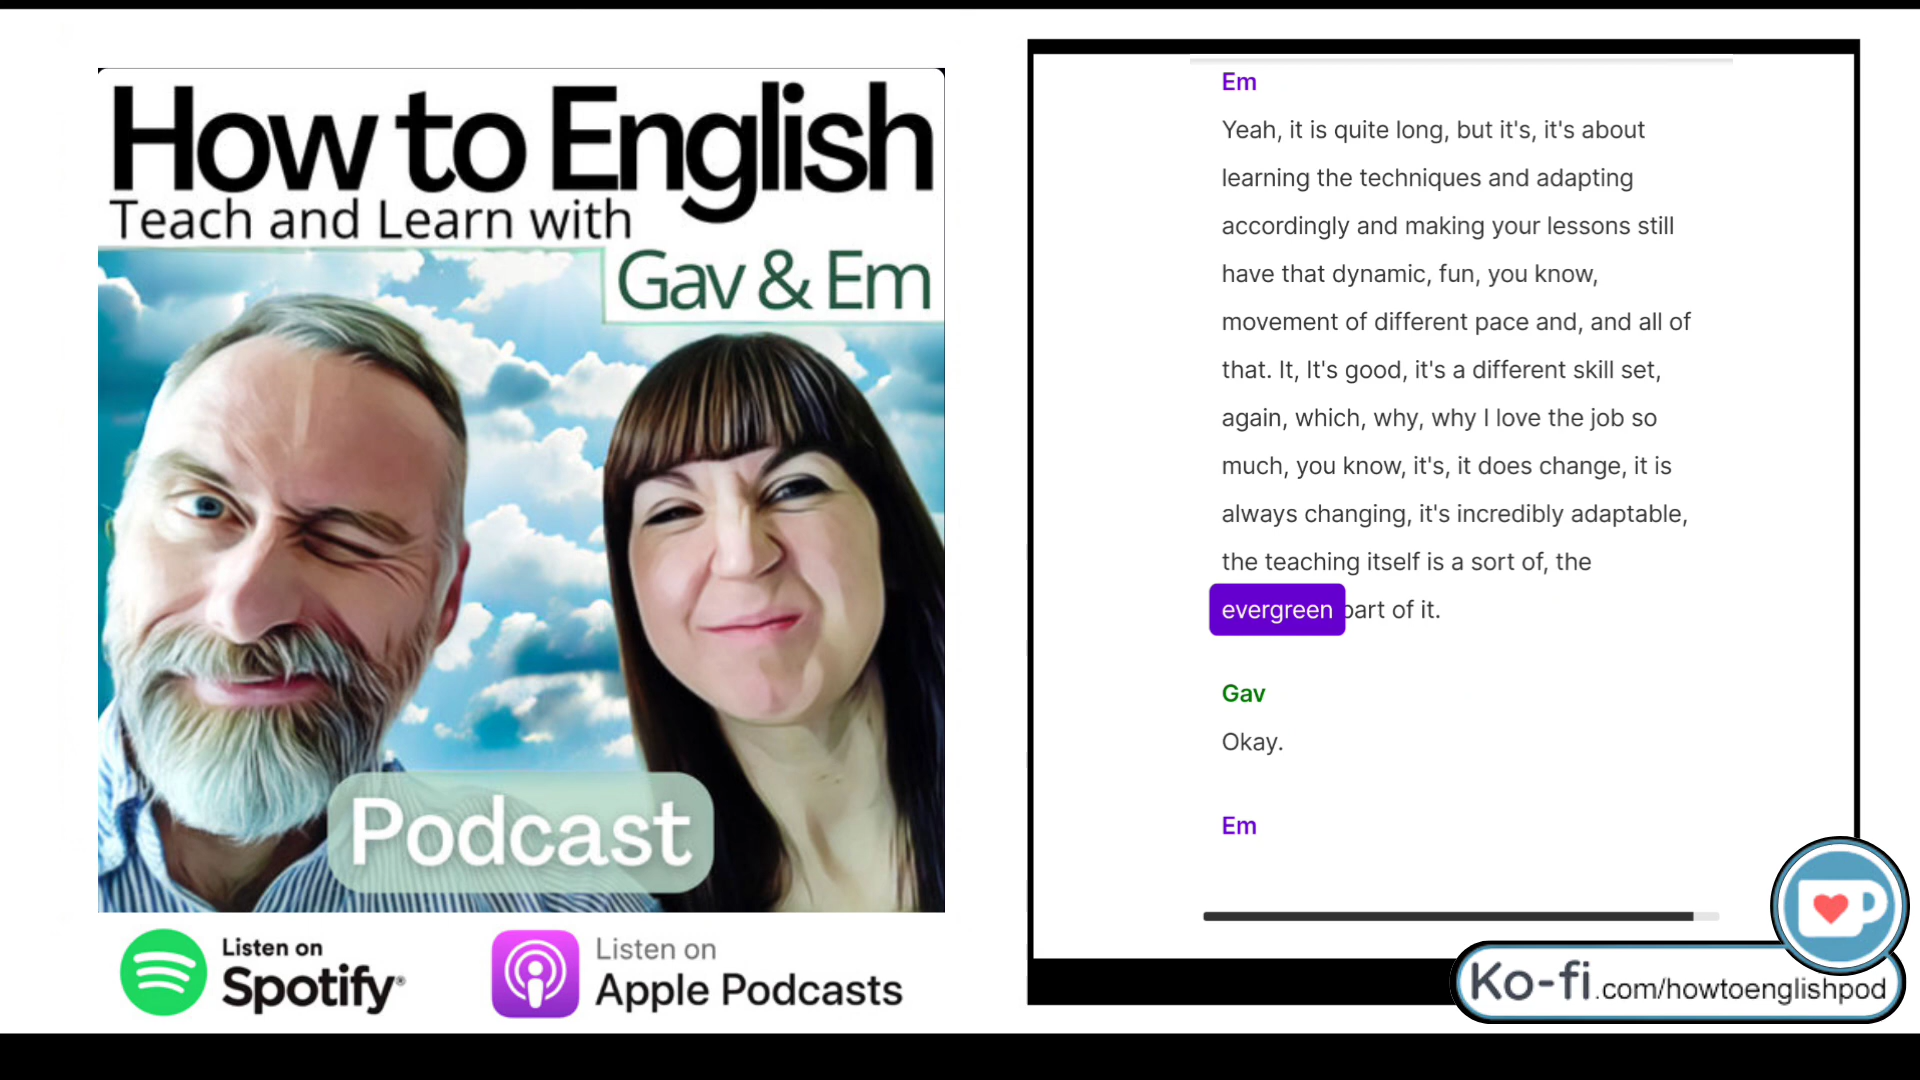 How to English
Teach and Learn with
Gav & Em
Podcast
Listen on
Spotify®
Listen on
Apple Podcasts
Em
Yeah, it is quite long, but it's, it's about
learning the techniques and adapting
accordingly and making your lessons still
have that dynamic, fun, you know,
movement of different pace and, and all of
that. It, It's good, it's a different skill set,
again, which, why, why I love the job so
much, you know, it's, it does change, it is
always changing, it's incredibly adaptable,
the teaching itself is a sort of, the
evergreen part of it.
Gav
Okay.
Em
Ko-fi.com/howtoenglishpod